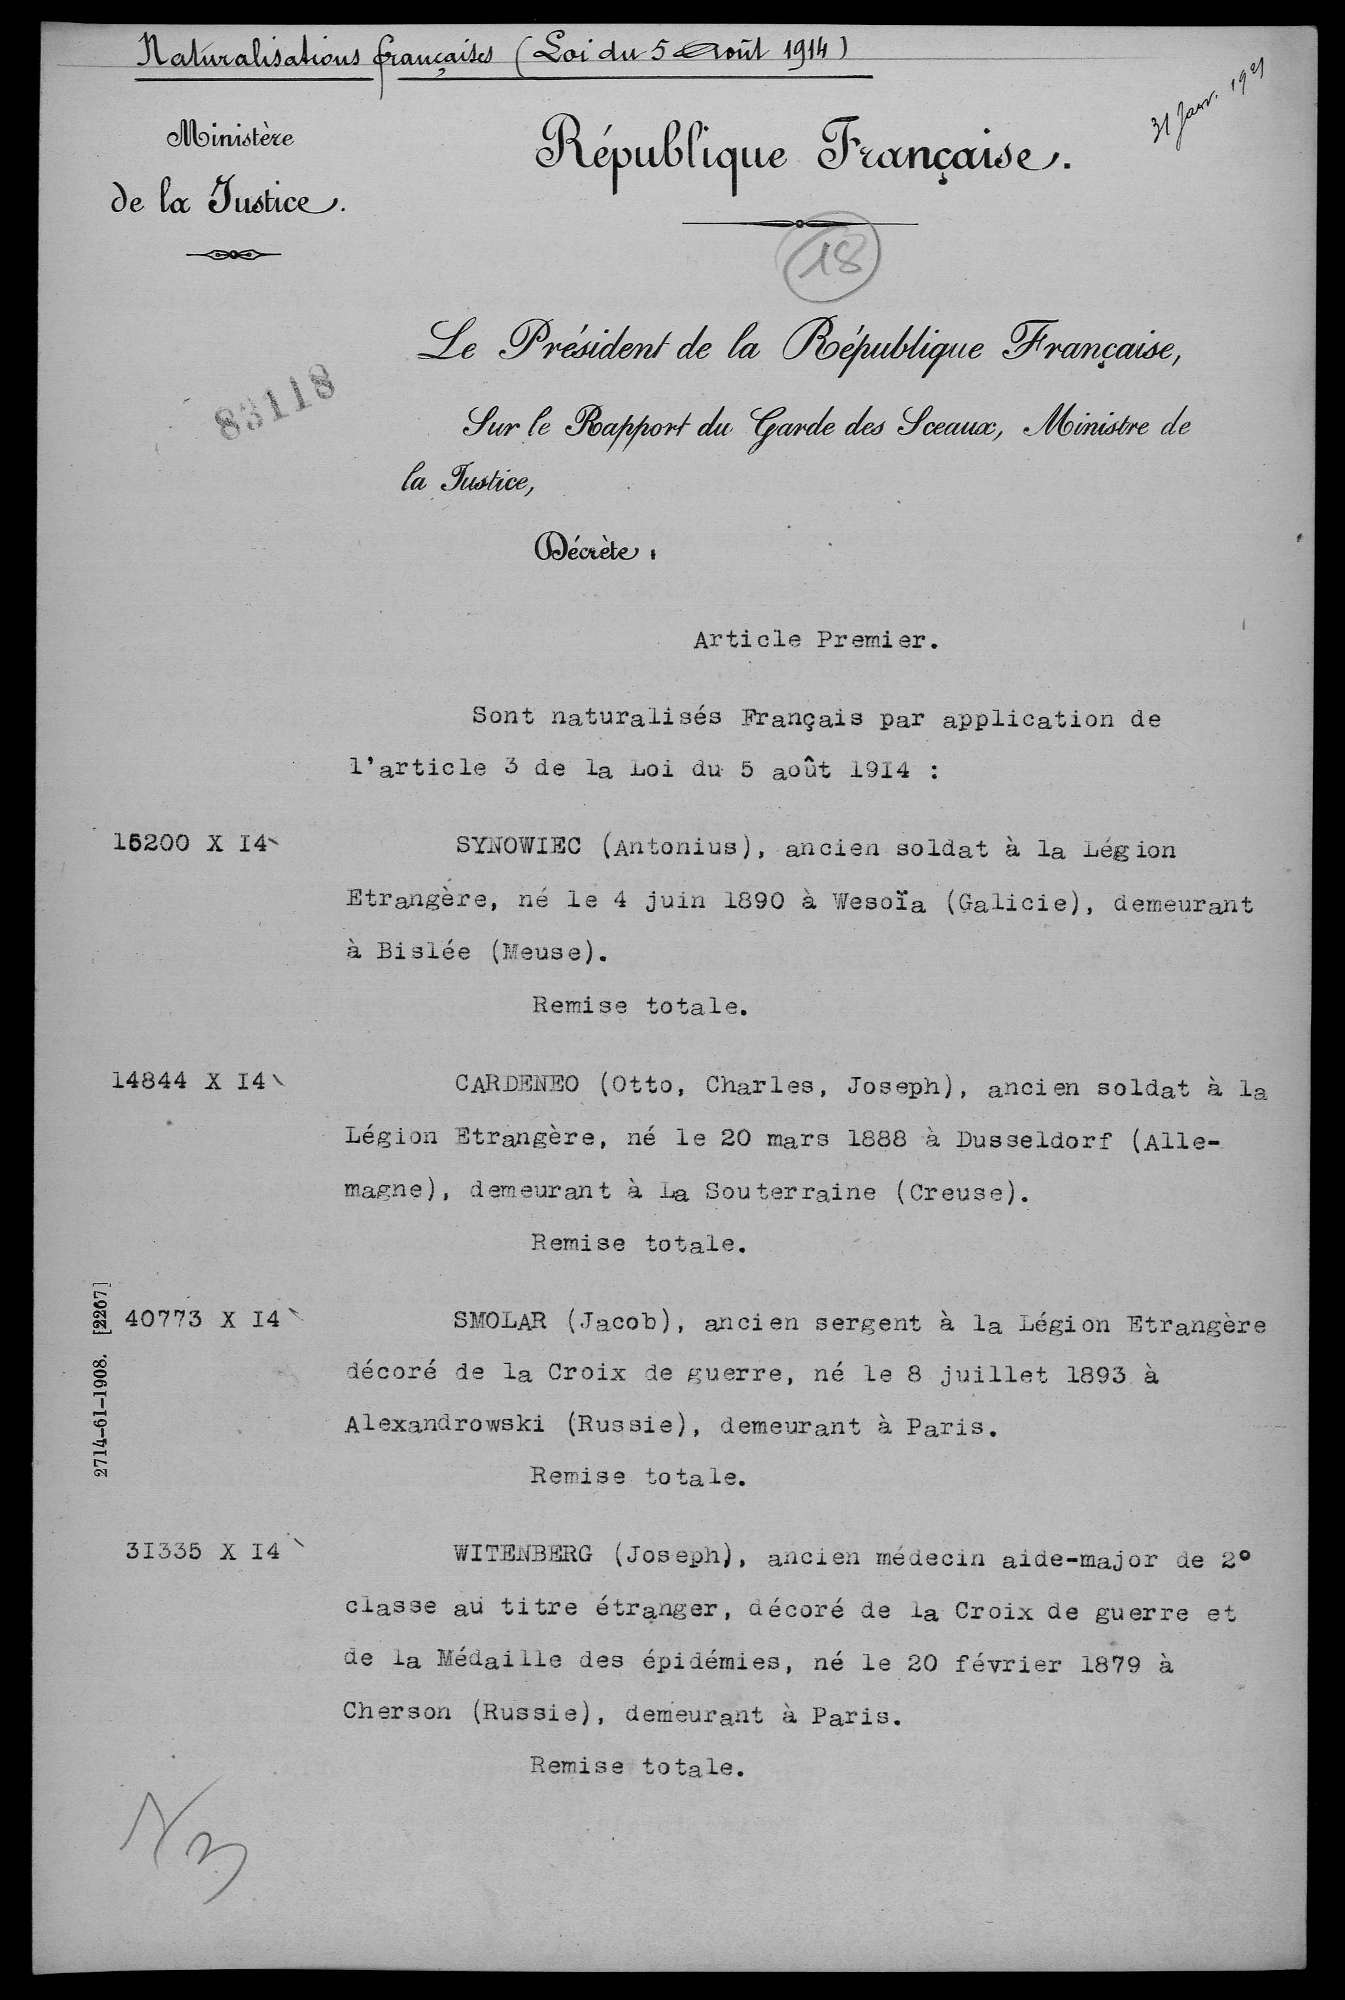 Naturalisations françaises (Loi du 5 Août 1914)
31 Janv. 1921
Ministère
de la Justice.
République Française.
18
83118
Le Président de la République Française,
Sur le Rapport du Garde des Sceaux, Ministre de
la Justice,
Décrète :
Article Premier.
Sont naturalisés Français par application de
l'article 3 de la Loi du 5 août 19I4 :
15200 X I4
SYNOWIEC (Antonius), ancien soldat à la Légion
Etrangère, né le 4 juin 1890 à Wesoïa (Galicie), demeurant
à Bislée (Meuse).
Remise totale.
14844 X I4
CARDENEO (Otto, Charles, Joseph), ancien soldat à la
Légion Etrangère, né le 20 mars 1888 à Dusseldorf (Alle-
magne), demeurant à La Souterraine (Creuse).
Remise totale.
40773 X I4
SMOLAR (Jacob), ancien sergent à la Légion Etrangère
décoré de la Croix de guerre, né le 8 juillet 1893 à
Alexandrowski (Russie), demeurant à Paris.
Remise totale.
2714-61-1908. [2267]
3I335 X I4
WITENBERG (Joseph), ancien médecin aide-major de 2°
classe au titre étranger, décoré de la Croix de guerre et
de la Médaille des épidémies, né le 20 février 1879 à
Cherson (Russie), demeurant à Paris.
Remise totale.